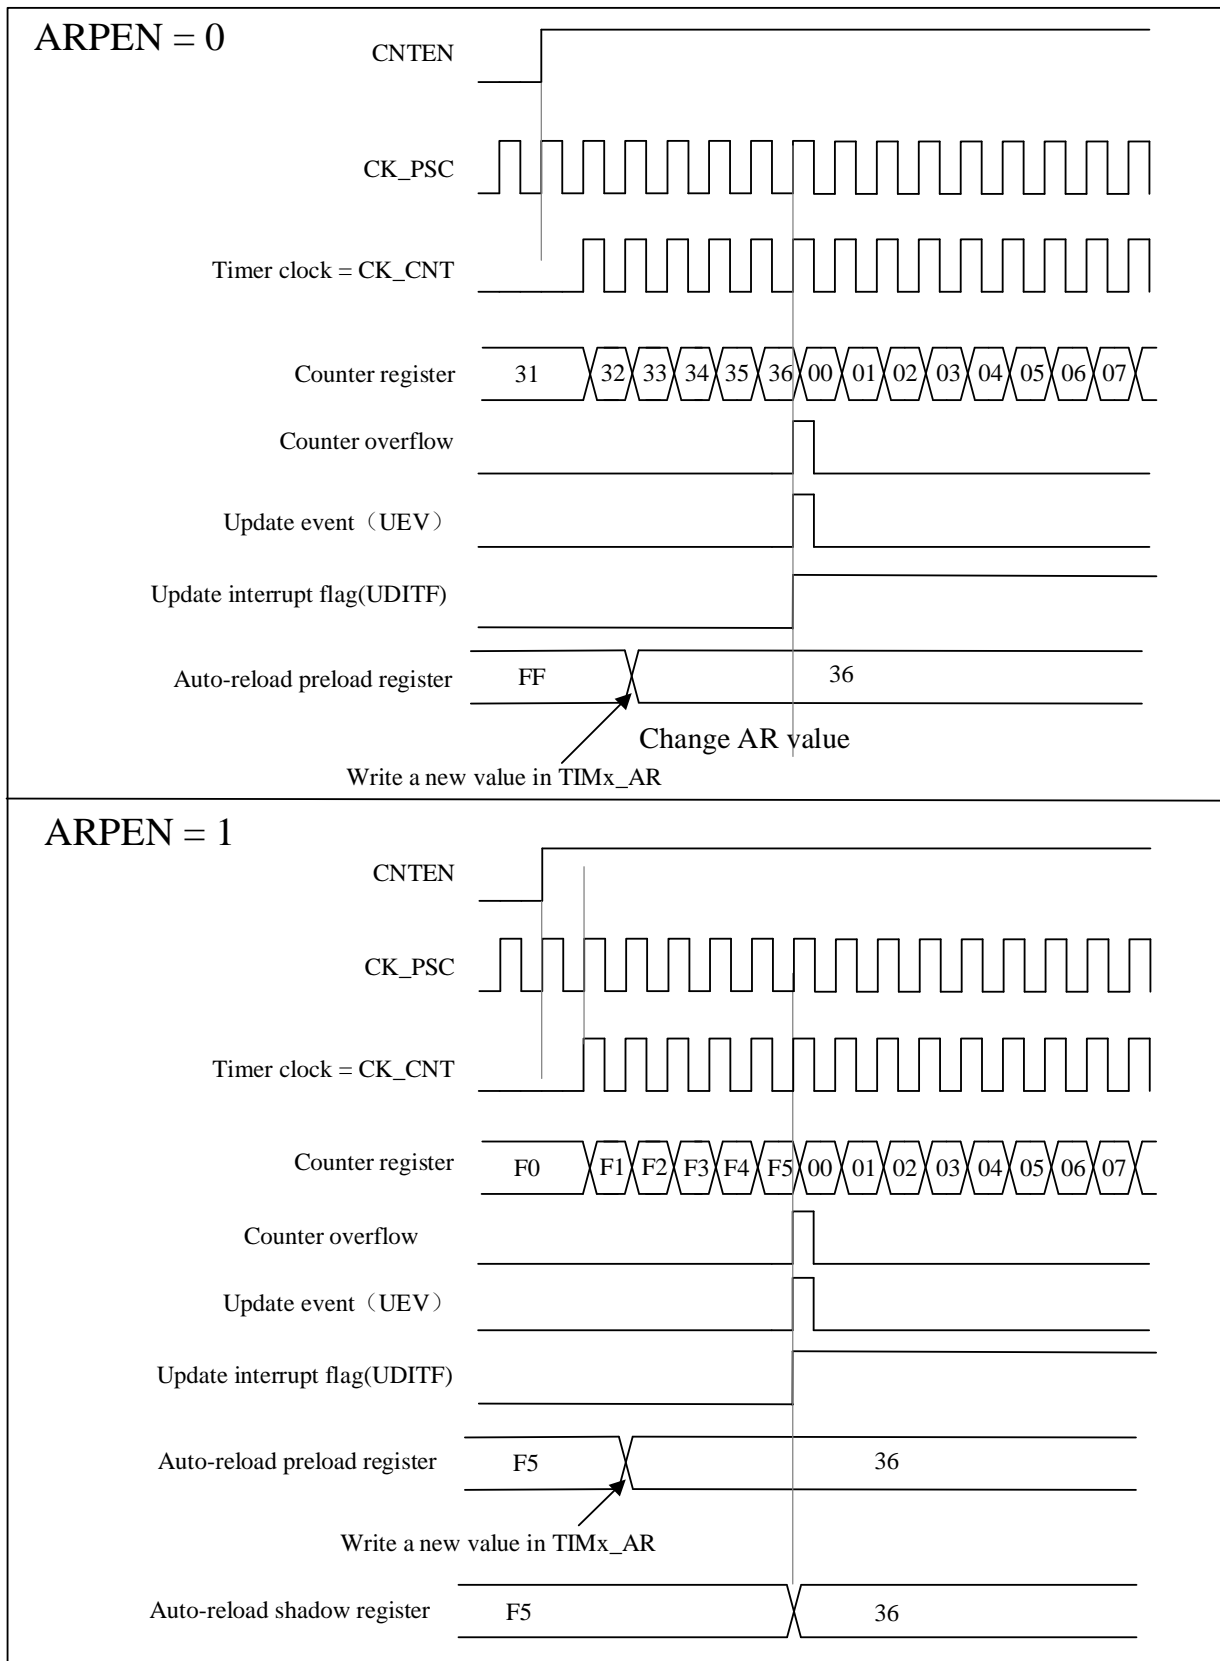 ARPEN = 0
CNTEN
CK_PSC
Timer clock = CK_CNT
Counter register 31 32 33 34 35 36 00 01 02 03 04 05 06 07
Counter overflow
Update event（UEV）
Update interrupt flag(UDITF)
Auto-reload preload register FF 36
Change AR value
Write a new value in TIMx_AR
ARPEN = 1
CNTEN
CK_PSC
Timer clock = CK_CNT
Counter register F0 F1 F2 F3 F4 F5 00 01 02 03 04 05 06 07
Counter overflow
Update event（UEV）
Update interrupt flag(UDITF)
Auto-reload preload register F5 36
Write a new value in TIMx_AR
Auto-reload shadow register F5 36